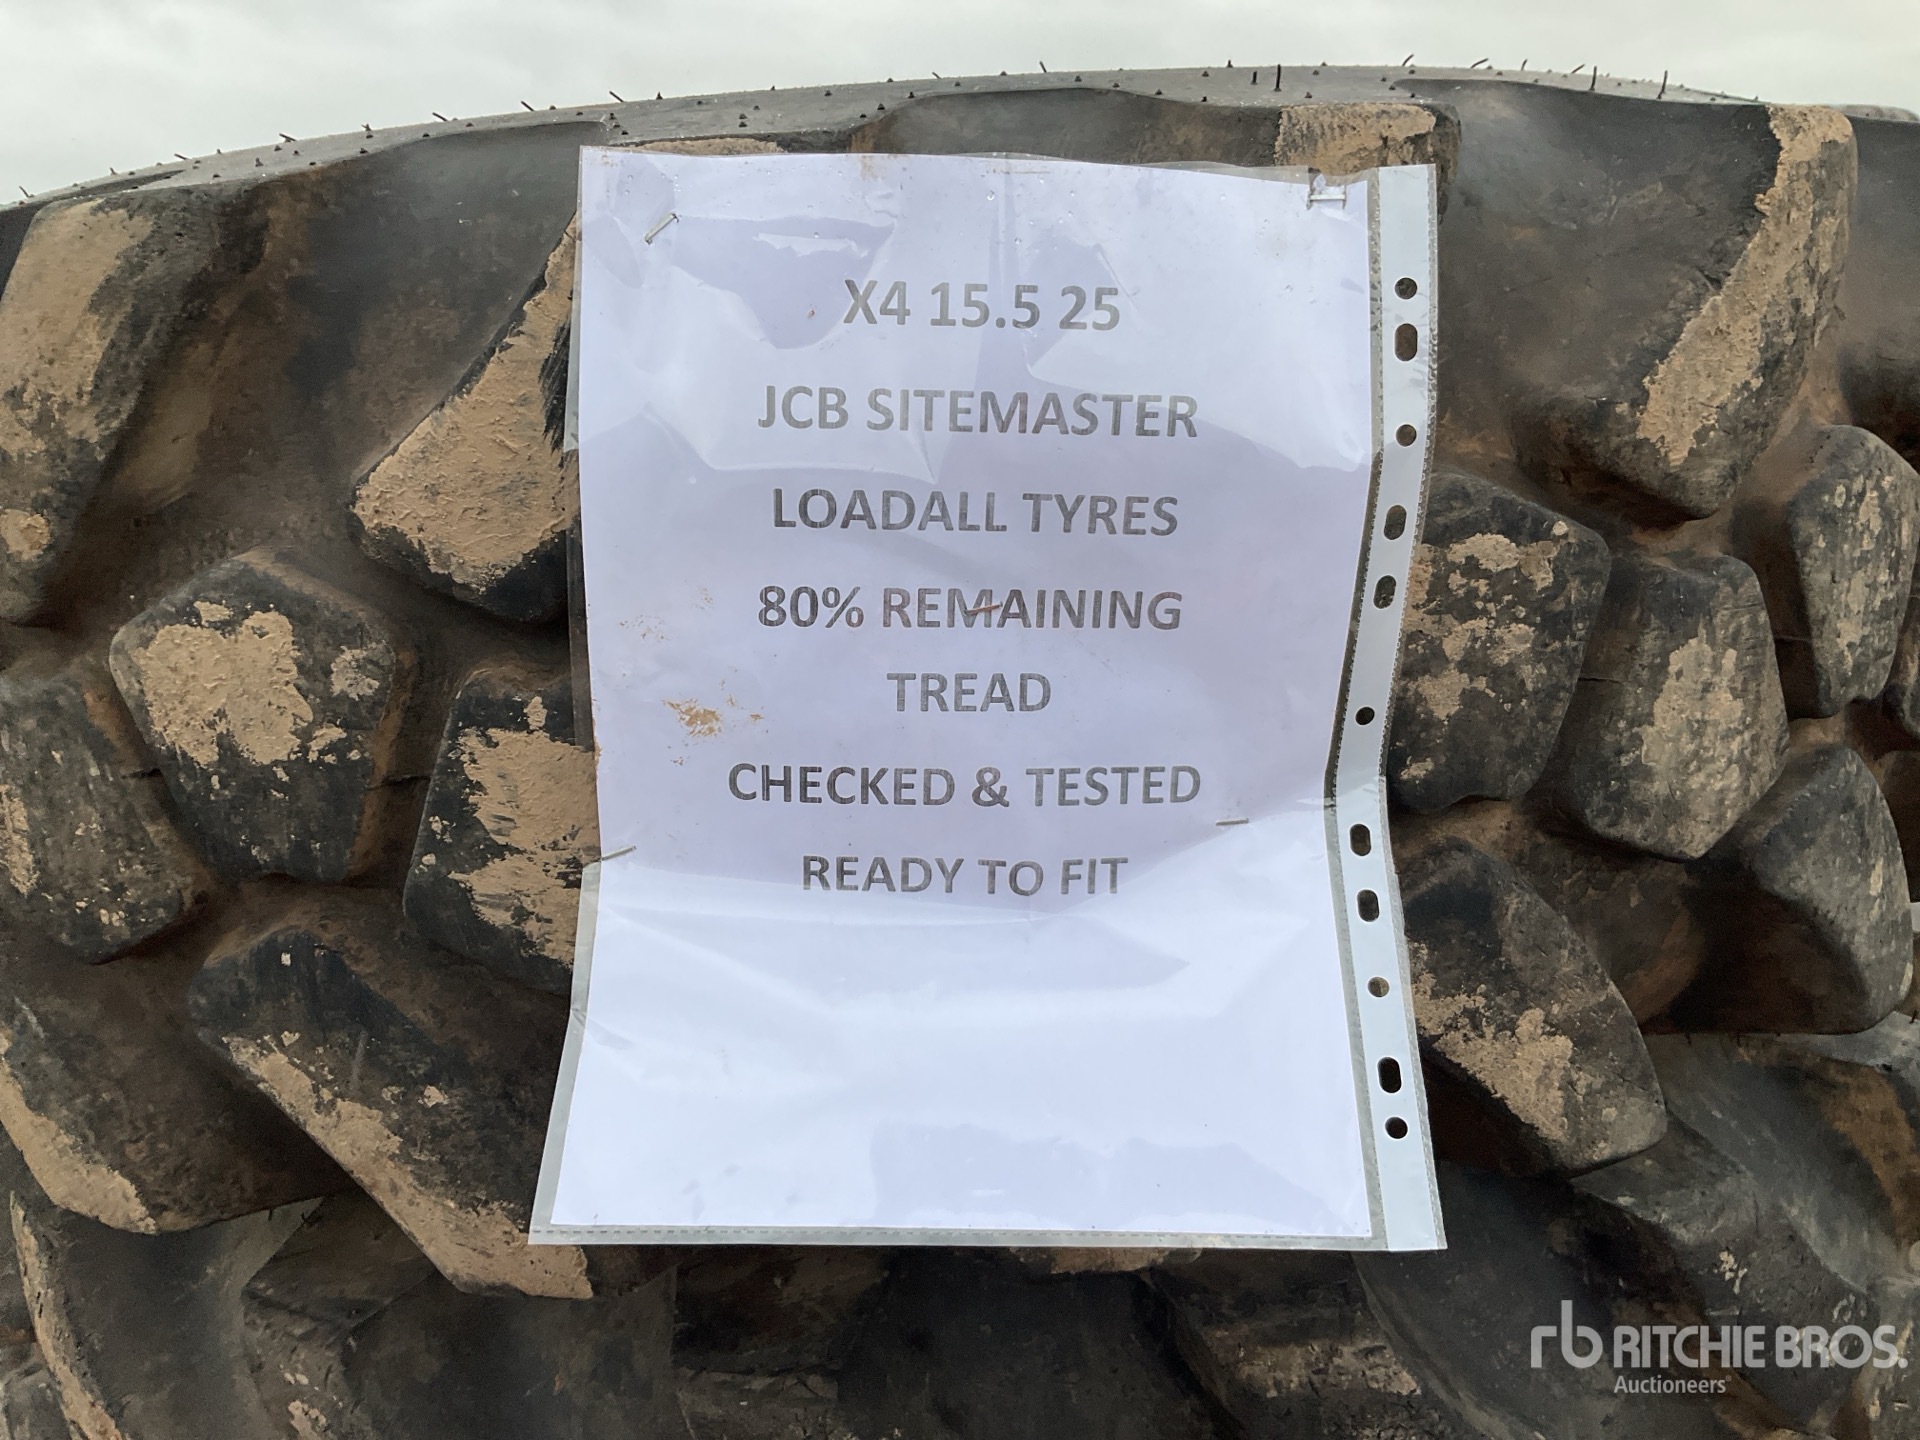 X4 15.5 25
JCB SITEMASTER
LOADALL TYRES
80% REMAINING
TREAD
CHECKED & TESTED
READY TO FIT
rb RITCHIE BROS.
Auctioneers